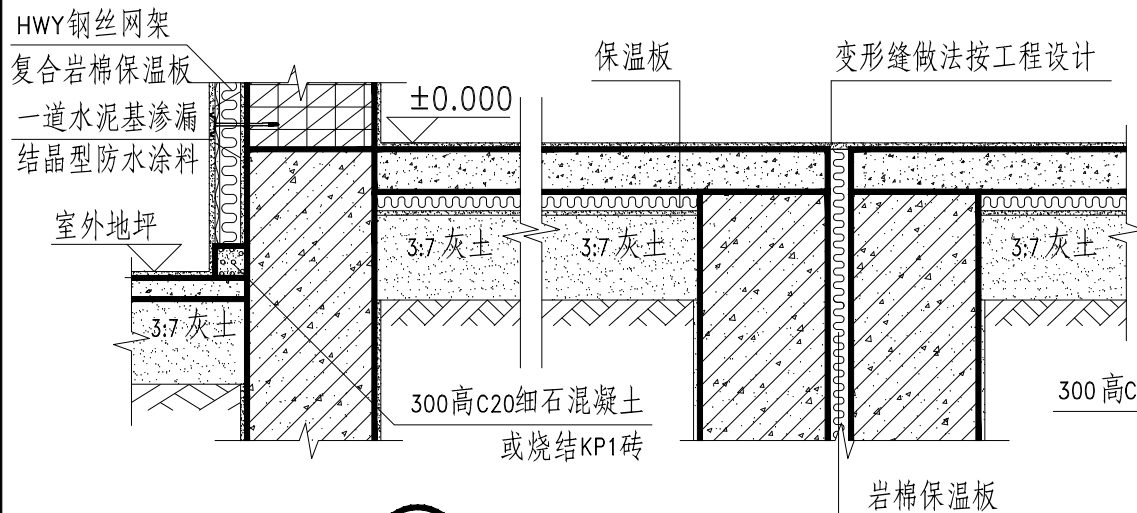 HWY钢丝网架
复合岩棉保温板
一道水泥基渗漏
结晶型防水涂料
室外地坪
±0.000
保温板
变形缝做法按工程设计
3:7 灰土
3:7 灰土
3:7 灰土
3:7 灰土
300高C20细石混凝土
或烧结KP1砖
300 高C
岩棉保温板